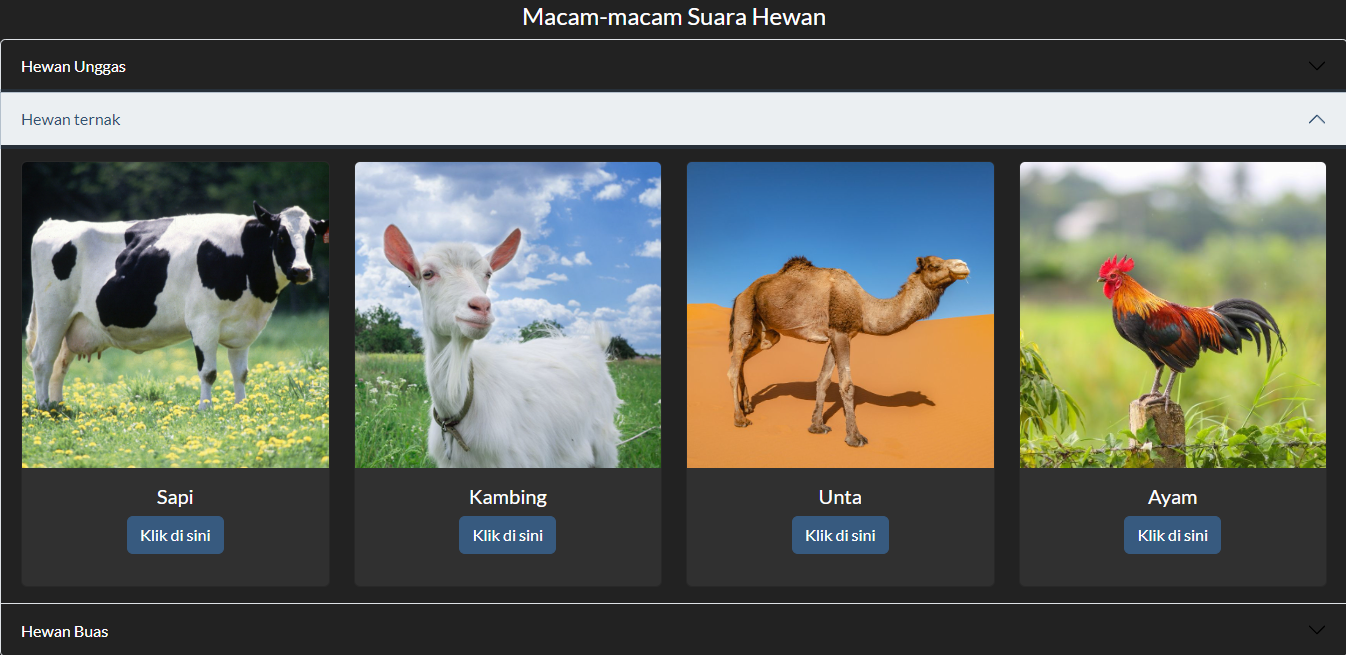 Macam-macam Suara Hewan
Hewan Unggas
Hewan ternak
Sapi
Klik di sini
Kambing
Klik di sini
Unta
Klik di sini
Ayam
Klik di sini
Hewan Buas